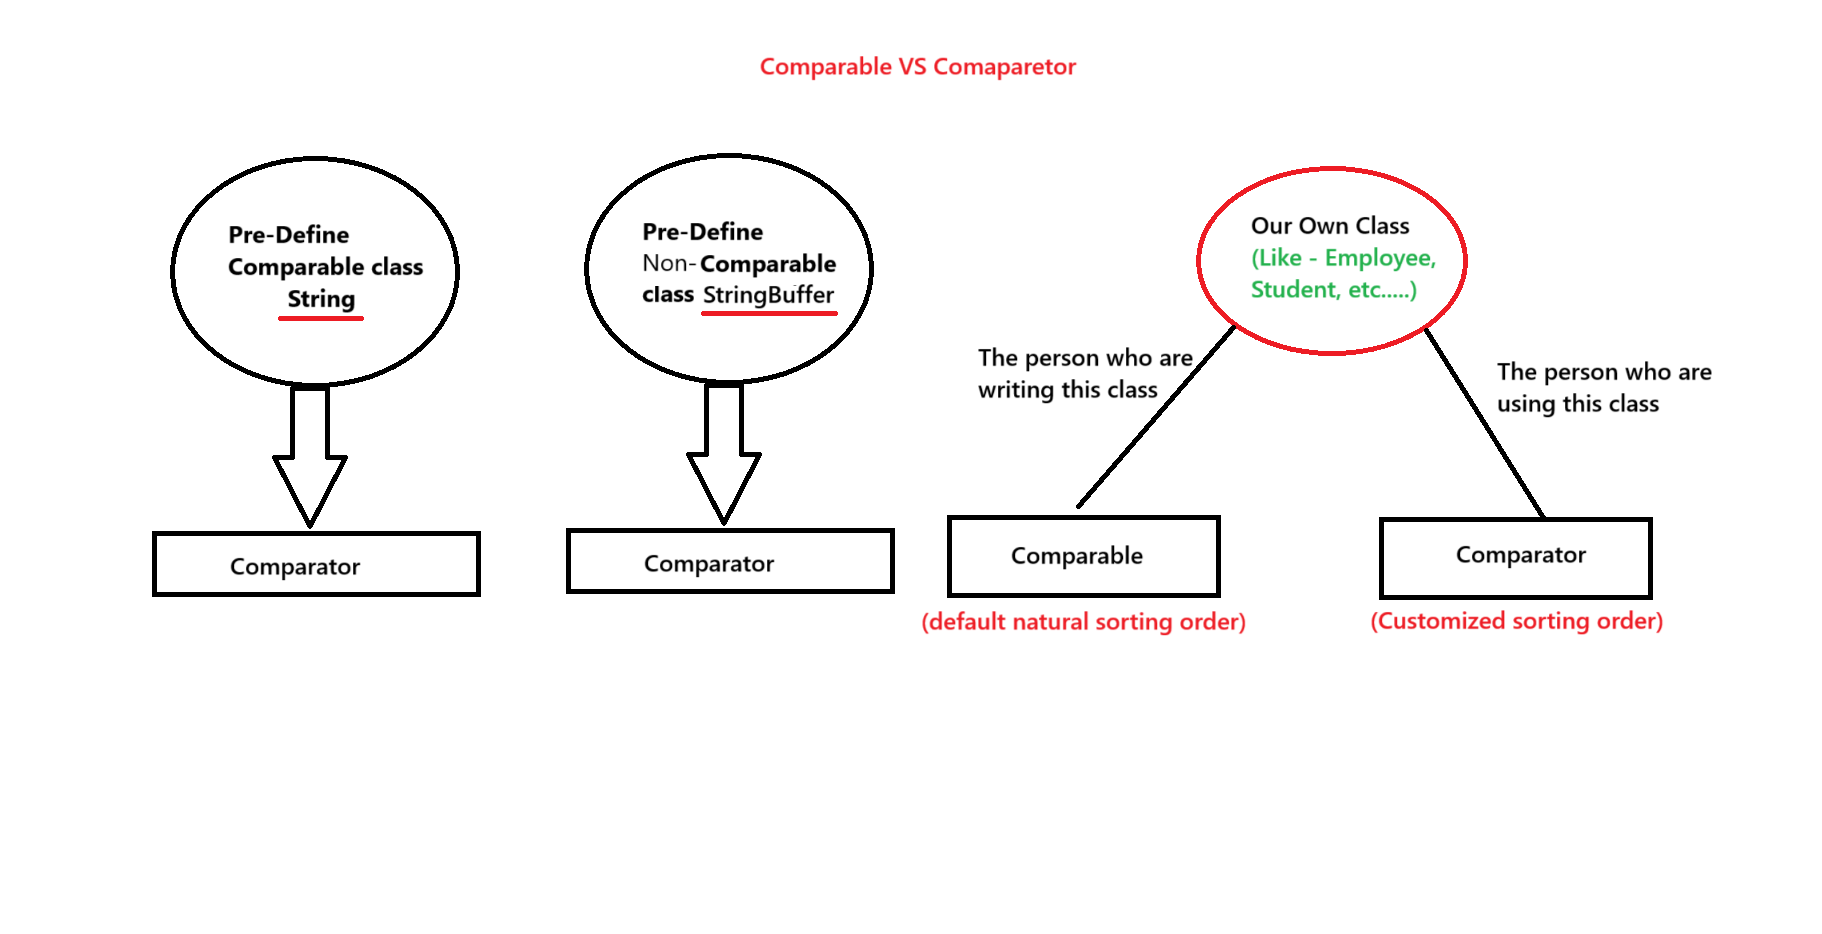 Comparable VS Comaparetor
Pre-Define
Comparable class
String
Comparator
Pre-Define
Non-Comparable
class StringBuffer
Comparator
Our Own Class
(Like - Employee,
Student, etc.....)
The person who are
writing this class
The person who are
using this class
Comparable
(default natural sorting order)
Comparator
(Customized sorting order)